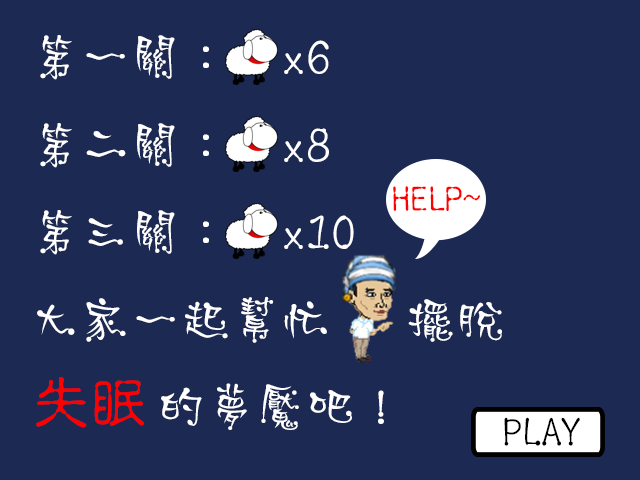 第一關：x6
第二關：x8
第三關：x10
HELP~
大家一起幫忙擺脫
失眠的夢魘吧！
PLAY